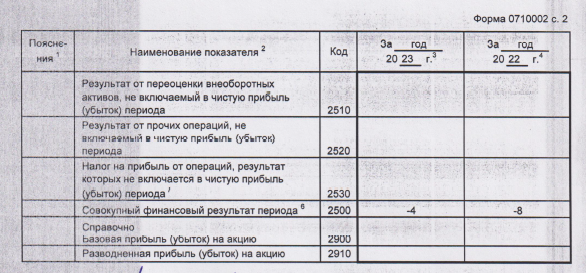 Форма 0710002 с. 2
Поясне-
ния 1
Наименование показателя 2
Код
За год
20 23 г.3
За год
20 22 г.4
Результат от переоценки внеоборотных
активов, не включаемый в чистую прибыль
(убыток) периода
2510
Результат от прочих операций, не
включаемый в чистую прибыль (убыток)
периода
2520
Налог на прибыль от операций, результат
которых не включается в чистую прибыль
(убыток) периода 7
2530
Совокупный финансовый результат периода 6
2500
-4
-8
Справочно
Базовая прибыль (убыток) на акцию
2900
Разводненная прибыль (убыток) на акцию
2910